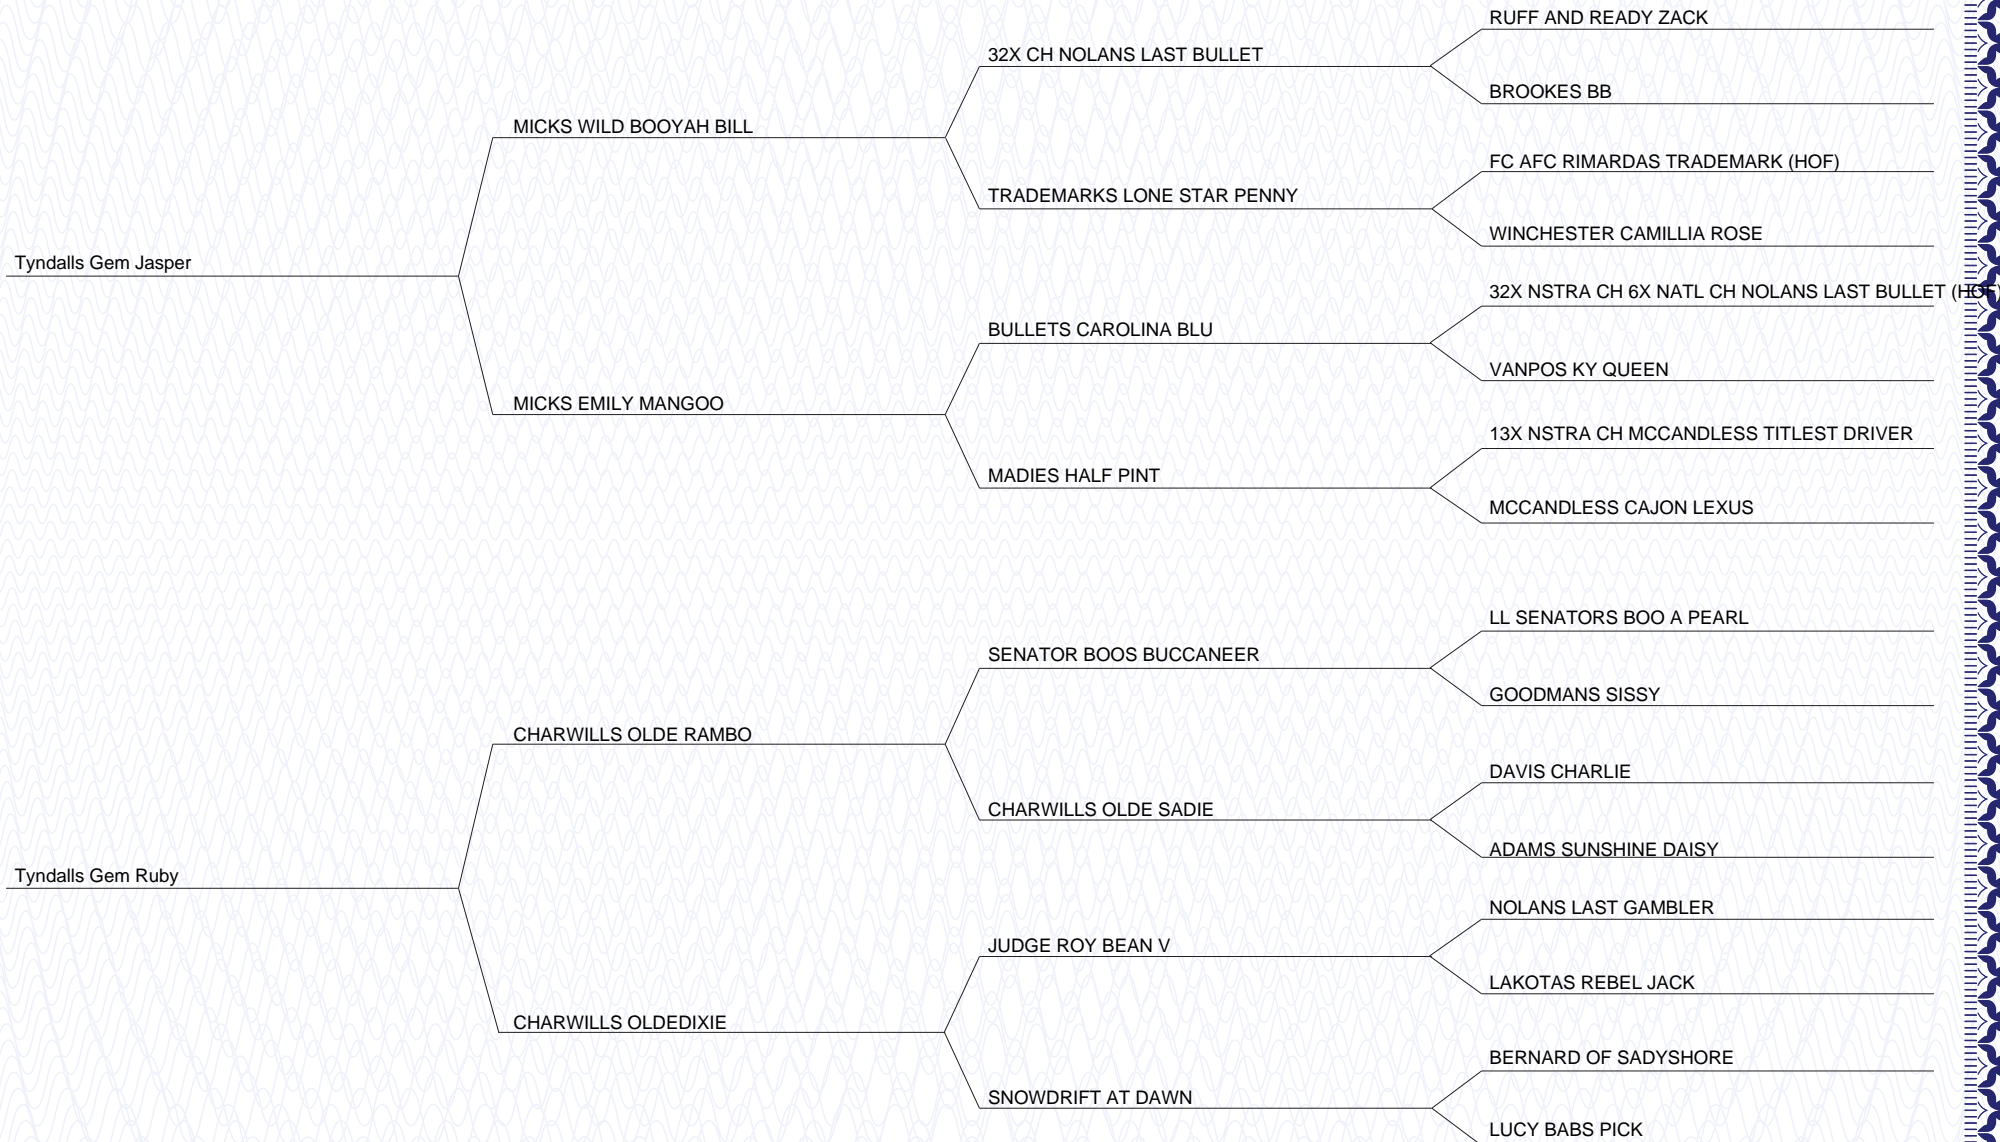 RUFF AND READY ZACK
32X CH NOLANS LAST BULLET
BROOKES BB
MICKS WILD BOOYAH BILL
FC AFC RIMARDAS TRADEMARK (HOF)
TRADEMARKS LONE STAR PENNY
WINCHESTER CAMILLIA ROSE
Tyndalls Gem Jasper
32X NSTRA CH 6X NATL CH NOLANS LAST BULLET (HOF)
BULLETS CAROLINA BLU
VANPOS KY QUEEN
MICKS EMILY MANGOO
13X NSTRA CH MCCANDLESS TITLEST DRIVER
MADIES HALF PINT
MCCANDLESS CAJON LEXUS
LL SENATORS BOO A PEARL
SENATOR BOOS BUCCANEER
GOODMANS SISSY
CHARWILLS OLDE RAMBO
DAVIS CHARLIE
CHARWILLS OLDE SADIE
ADAMS SUNSHINE DAISY
Tyndalls Gem Ruby
NOLANS LAST GAMBLER
JUDGE ROY BEAN V
LAKOTAS REBEL JACK
CHARWILLS OLDEDIXIE
BERNARD OF SADYSHORE
SNOWDRIFT AT DAWN
LUCY BABS PICK